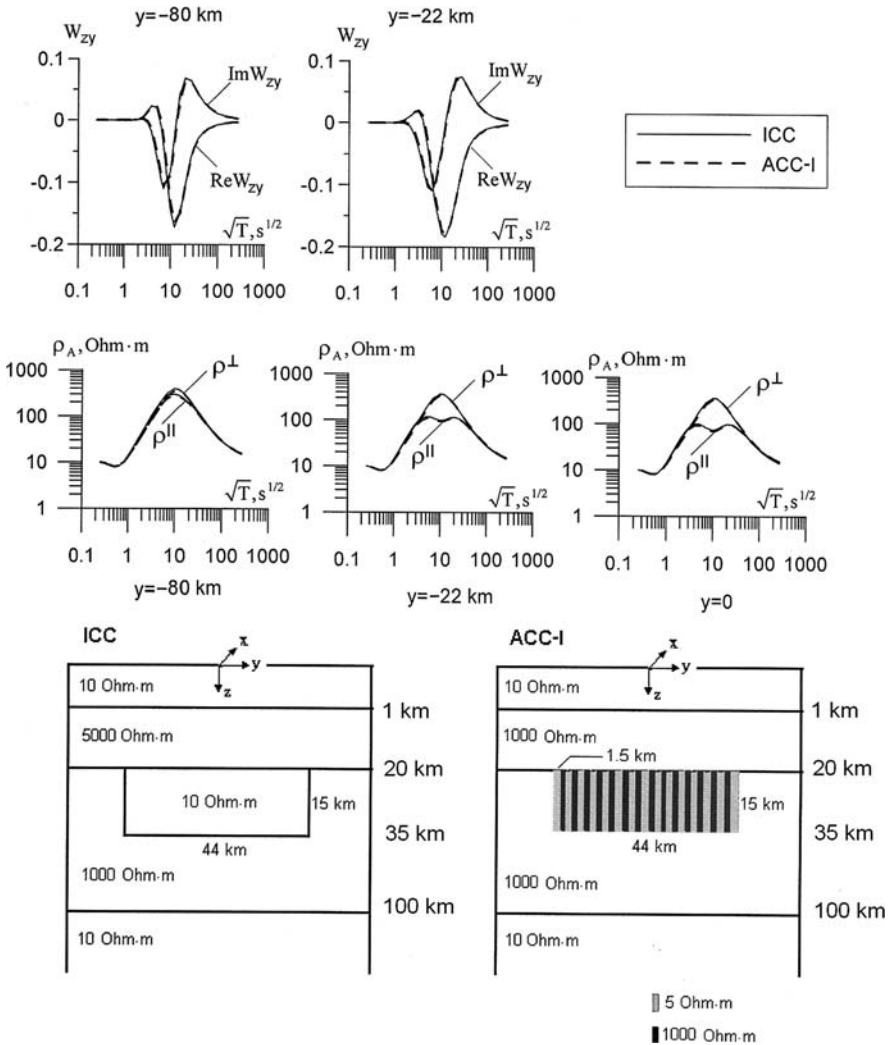 y=−80 km
y=−22 km
W_zy
W_zy
0.1
0
-0.1
-0.2
ImW_zy
ReW_zy
√T, s^1/2
0.1 1 10 100 1000
0.1
0
-0.1
-0.2
ImW_zy
ReW_zy
√T, s^1/2
0.1 1 10 100 1000
ICC
ACC-I
ρ_A, Ohm·m
1000
100
10
1
ρ⊥
ρ||
√T, s^1/2
0.1 1 10 100 1000
y=−80 km
ρ_A, Ohm·m
1000
100
10
1
ρ⊥
ρ||
√T, s^1/2
0.1 1 10 100 1000
y=−22 km
ρ_A, Ohm·m
1000
100
10
1
ρ⊥
ρ||
√T, s^1/2
0.1 1 10 100 1000
y=0
ICC
x
y
z
10 Ohm·m
1 km
5000 Ohm·m
20 km
10 Ohm·m
15 km
35 km
44 km
1000 Ohm·m
100 km
10 Ohm·m
ACC-I
x
y
z
10 Ohm·m
1 km
1000 Ohm·m
1.5 km
20 km
15 km
35 km
44 km
1000 Ohm·m
100 km
10 Ohm·m
5 Ohm·m
1000 Ohm·m